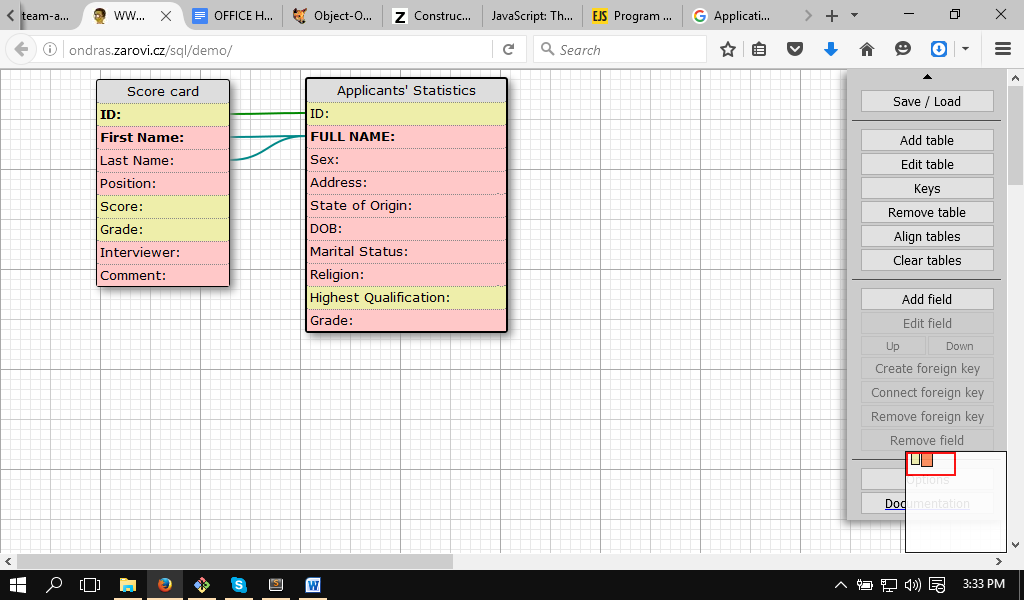 team-a...
WW...
OFFICE H...
Object-O...
Z Construc...
JavaScript: Th...
EJS Program ...
G Applicati...
ondras.zarovi.cz/sql/demo/
Search
Score card
ID:
First Name:
Last Name:
Position:
Score:
Grade:
Interviewer:
Comment:
Applicants' Statistics
ID:
FULL NAME:
Sex:
Address:
State of Origin:
DOB:
Marital Status:
Religion:
Highest Qualification:
Grade:
Save / Load
Add table
Edit table
Keys
Remove table
Align tables
Clear tables
Add field
Edit field
Up
Down
Create foreign key
Connect foreign key
Remove foreign key
Remove field
Options
Documentation
3:33 PM